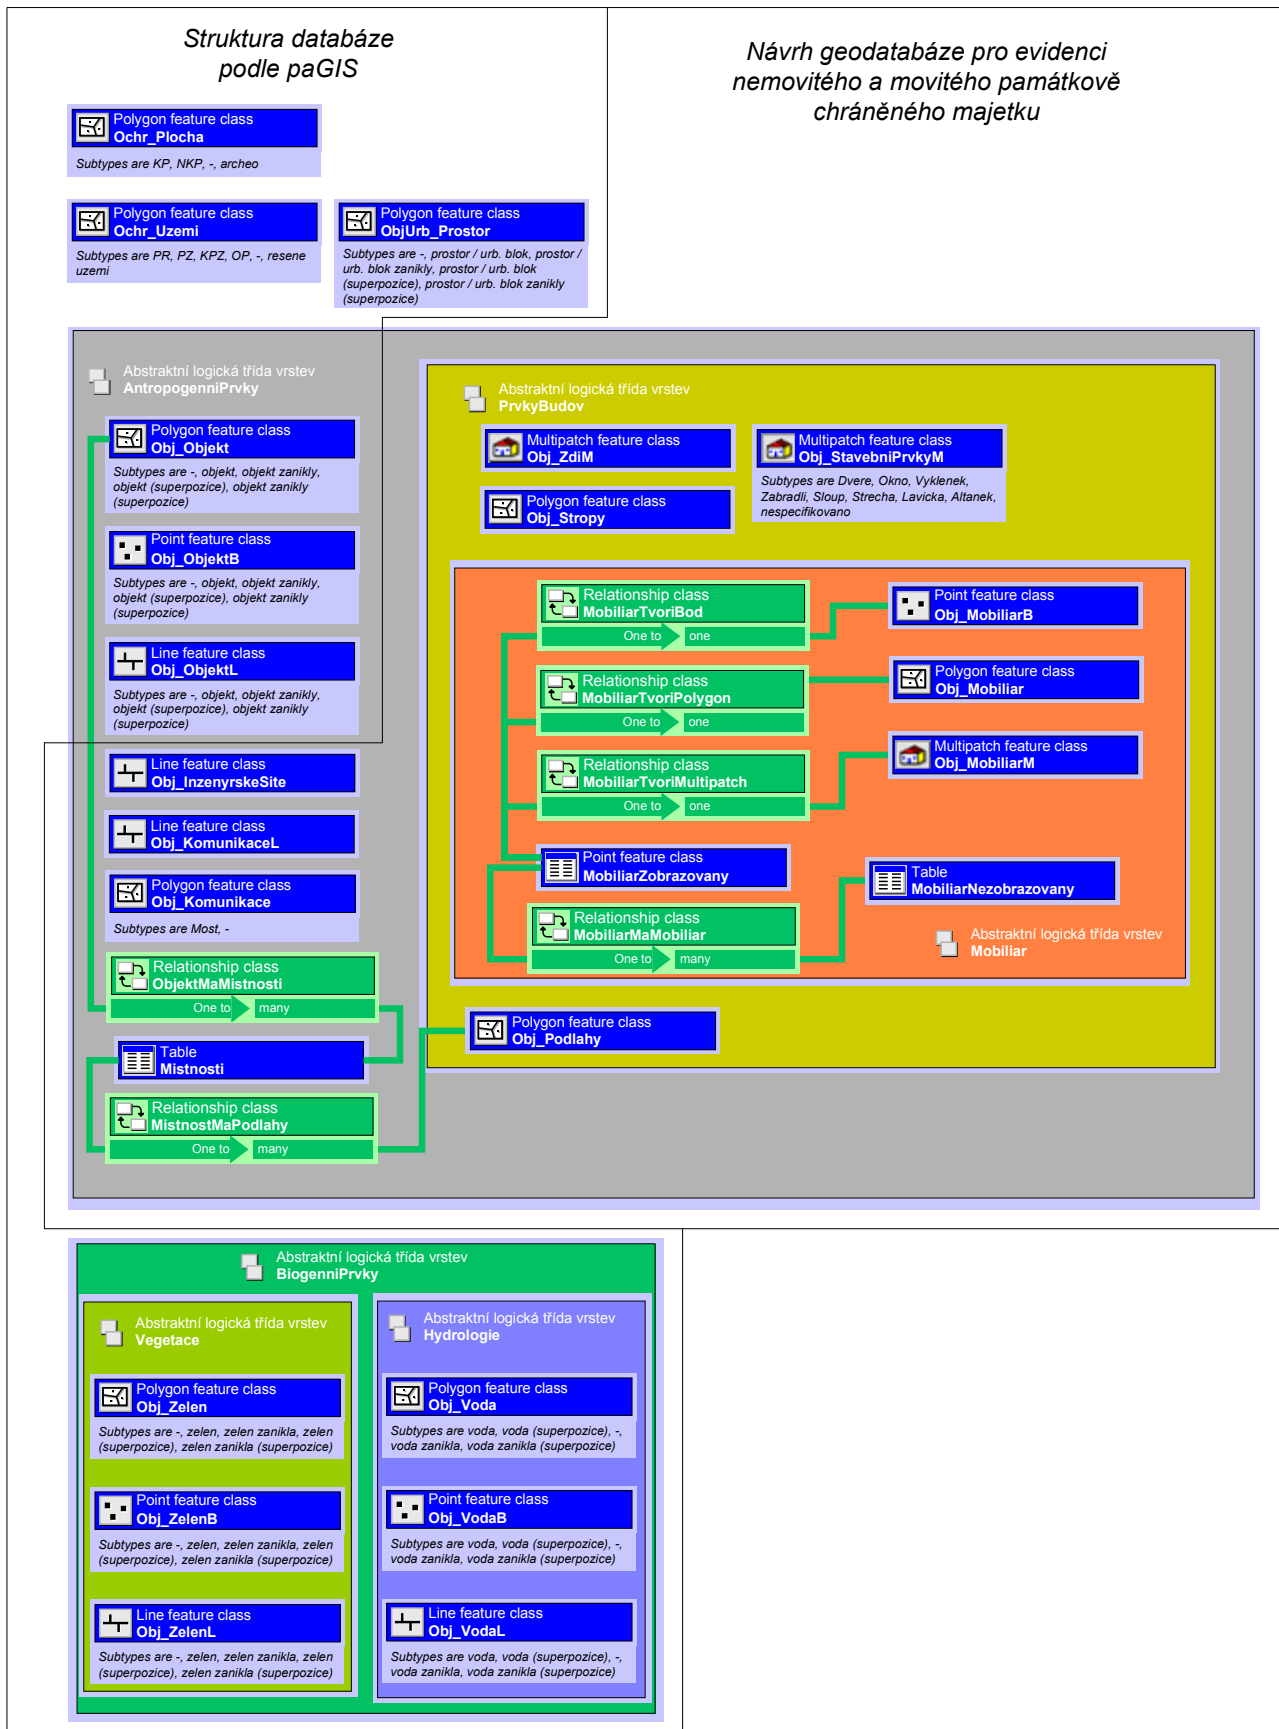 Struktura databáze
podle paGIS
Návrh geodatabáze pro evidenci
nemovitého a movitého památkově
chráněného majetku
Polygon feature class
Ochr_Plocha
Subtypes are KP, NKP, -, archeo
Polygon feature class
Ochr_Uzemi
Subtypes are PR, PZ, KPZ, OP, -, resene
uzemi
Polygon feature class
ObjUrb_Prostor
Subtypes are -, prostor / urb. blok, prostor /
urb. blok zanikly, prostor / urb. blok
(superpozice), prostor / urb. blok zanikly
(superpozice)
Abstraktní logická třída vrstev
AntropogenniPrvky
Polygon feature class
Obj_Objekt
Subtypes are -, objekt, objekt zanikly,
objekt (superpozice), objekt zanikly
(superpozice)
Point feature class
Obj_ObjektB
Subtypes are -, objekt, objekt zanikly,
objekt (superpozice), objekt zanikly
(superpozice)
Line feature class
Obj_ObjektL
Subtypes are -, objekt, objekt zanikly,
objekt (superpozice), objekt zanikly
(superpozice)
Line feature class
Obj_InzenyrskeSite
Line feature class
Obj_KomunikaceL
Polygon feature class
Obj_Komunikace
Subtypes are Most, -
Relationship class
ObjektMaMistnosti
One to many
Table
Mistnosti
Relationship class
MistnostMaPodlahy
One to many
Abstraktní logická třída vrstev
PrvkyBudov
Multipatch feature class
Obj_ZdiM
Multipatch feature class
Obj_StavebniPrvkyM
Subtypes are Dvere, Okno, Vyklenek,
Zabradli, Sloup, Strecha, Lavicka, Altanek,
nespecifikovano
Polygon feature class
Obj_Stropy
Relationship class
MobiliarTvoriBod
One to one
Point feature class
Obj_MobiliarB
Relationship class
MobiliarTvoriPolygon
One to one
Polygon feature class
Obj_Mobiliar
Relationship class
MobiliarTvoriMultipatch
One to one
Multipatch feature class
Obj_MobiliarM
Point feature class
MobiliarZobrazovany
Table
MobiliarNezobrazovany
Relationship class
MobiliarMaMobiliar
One to many
Abstraktní logická třída vrstev
Mobiliar
Polygon feature class
Obj_Podlahy
Abstraktní logická třída vrstev
BiogenniPrvky
Abstraktní logická třída vrstev
Vegetace
Polygon feature class
Obj_Zelen
Subtypes are -, zelen, zelen zanikla, zelen
(superpozice), zelen zanikla (superpozice)
Point feature class
Obj_ZelenB
Subtypes are -, zelen, zelen zanikla, zelen
(superpozice), zelen zanikla (superpozice)
Line feature class
Obj_ZelenL
Subtypes are -, zelen, zelen zanikla, zelen
(superpozice), zelen zanikla (superpozice)
Abstraktní logická třída vrstev
Hydrologie
Polygon feature class
Obj_Voda
Subtypes are voda, voda (superpozice), -,
voda zanikla, voda zanikla (superpozice)
Point feature class
Obj_VodaB
Subtypes are voda, voda (superpozice), -,
voda zanikla, voda zanikla (superpozice)
Line feature class
Obj_VodaL
Subtypes are voda, voda (superpozice), -,
voda zanikla, voda zanikla (superpozice)